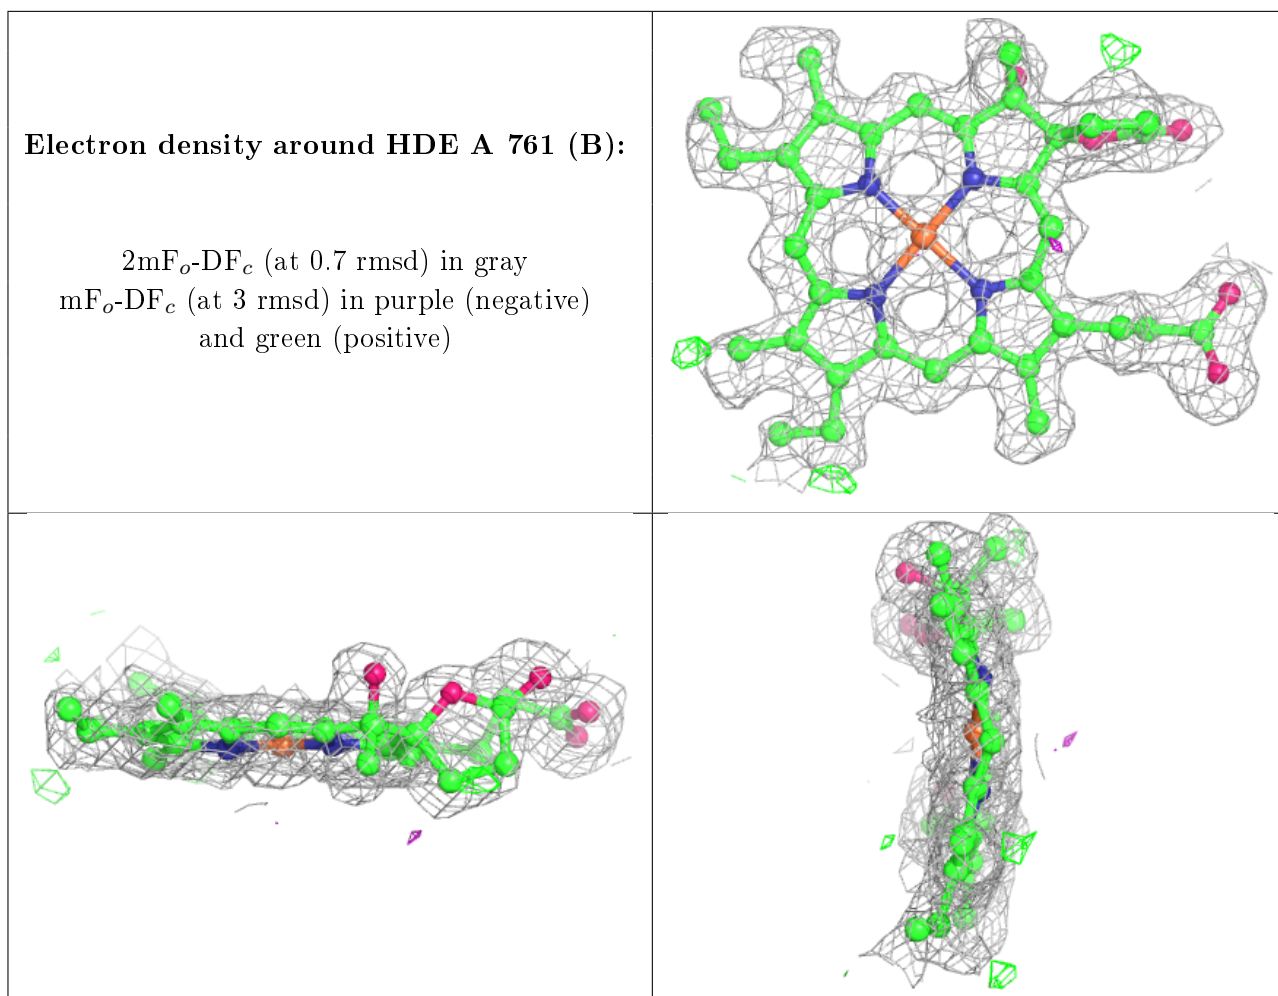 Electron density around HDE A 761 (B):
2mFₒ-DF𝒸 (at 0.7 rmsd) in gray
mFₒ-DF𝒸 (at 3 rmsd) in purple (negative)
and green (positive)